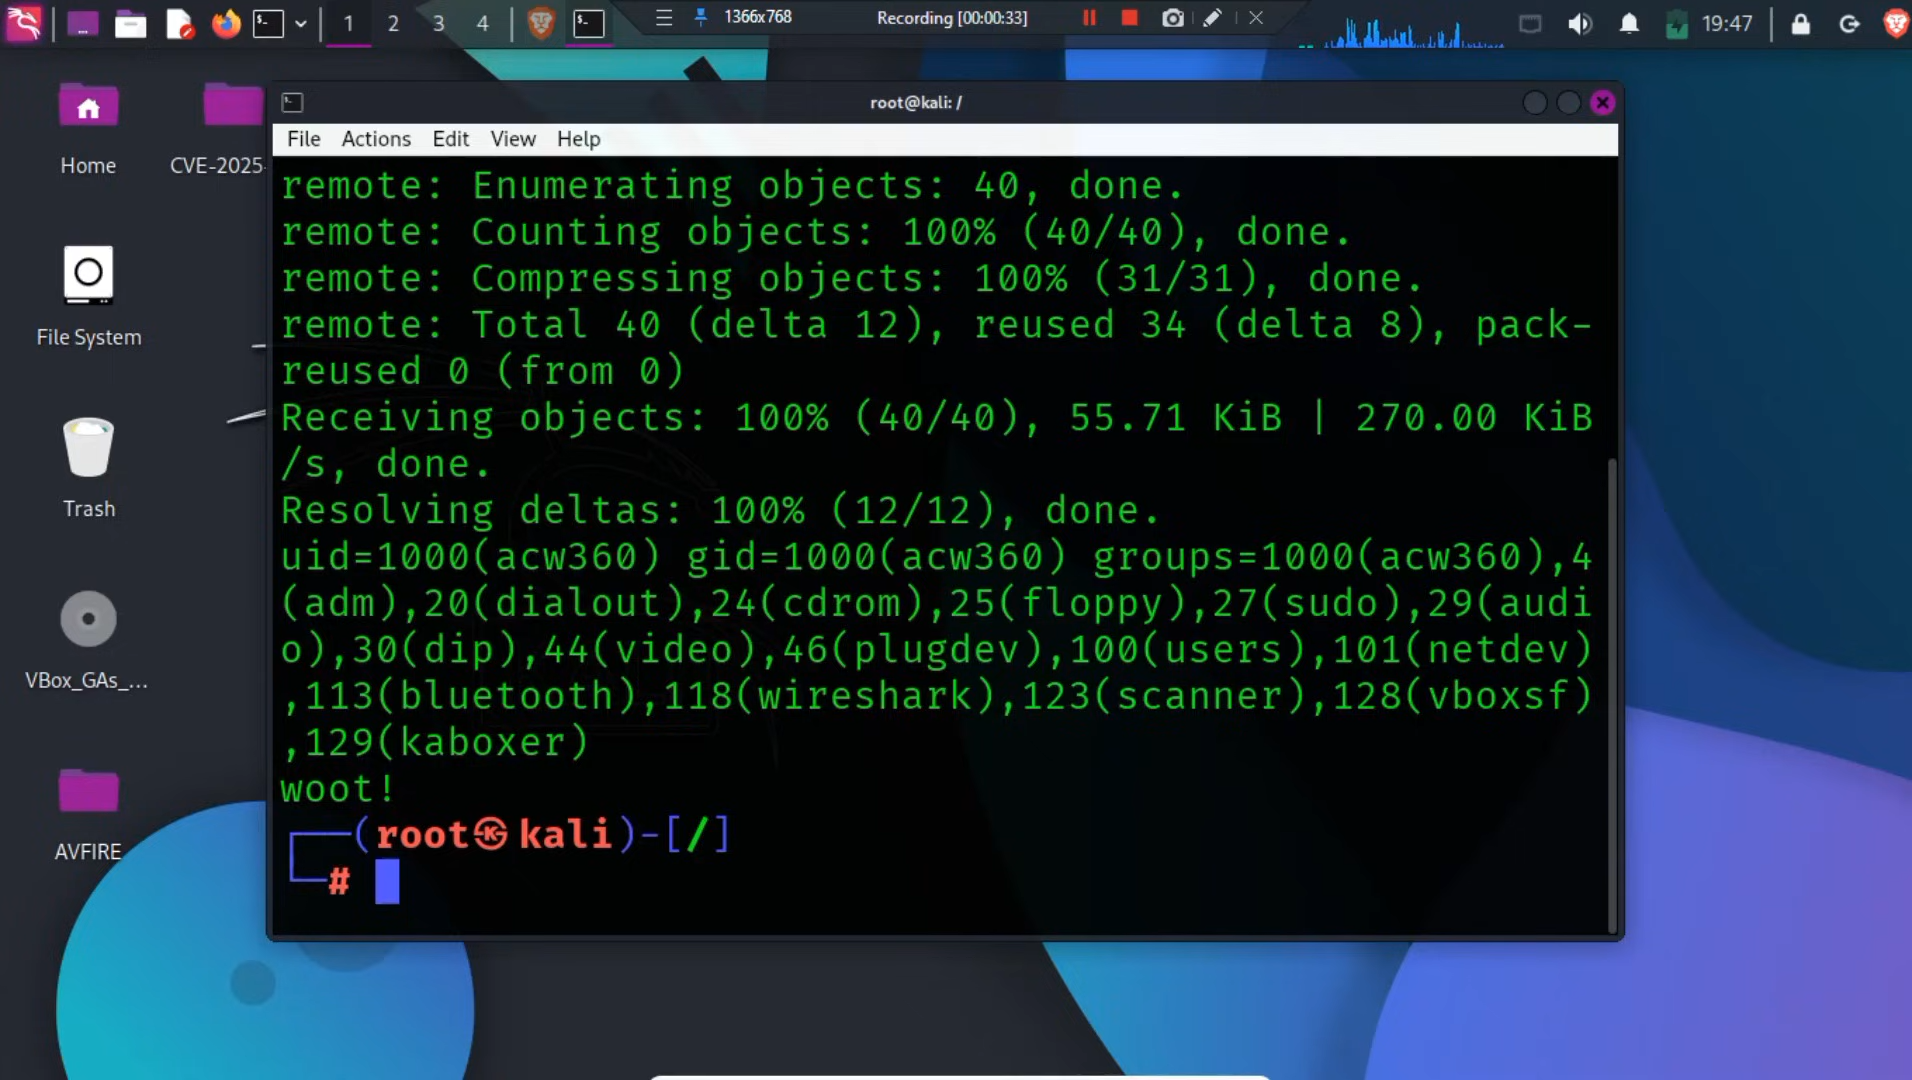 1 2 3 4
1366x768
Recording [00:00:33]
19:47
Home
CVE-2025-
File System
Trash
VBox_GAs_...
AVFIRE
root@kali: /
File Actions Edit View Help
remote: Enumerating objects: 40, done.
remote: Counting objects: 100% (40/40), done.
remote: Compressing objects: 100% (31/31), done.
remote: Total 40 (delta 12), reused 34 (delta 8), pack-
reused 0 (from 0)
Receiving objects: 100% (40/40), 55.71 KiB | 270.00 KiB
/s, done.
Resolving deltas: 100% (12/12), done.
uid=1000(acw360) gid=1000(acw360) groups=1000(acw360),4
(adm),20(dialout),24(cdrom),25(floppy),27(sudo),29(audi
o),30(dip),44(video),46(plugdev),100(users),101(netdev)
,113(bluetooth),118(wireshark),123(scanner),128(vboxsf)
,129(kaboxer)
woot!
┌──(root㉿kali)-[/]
└─#